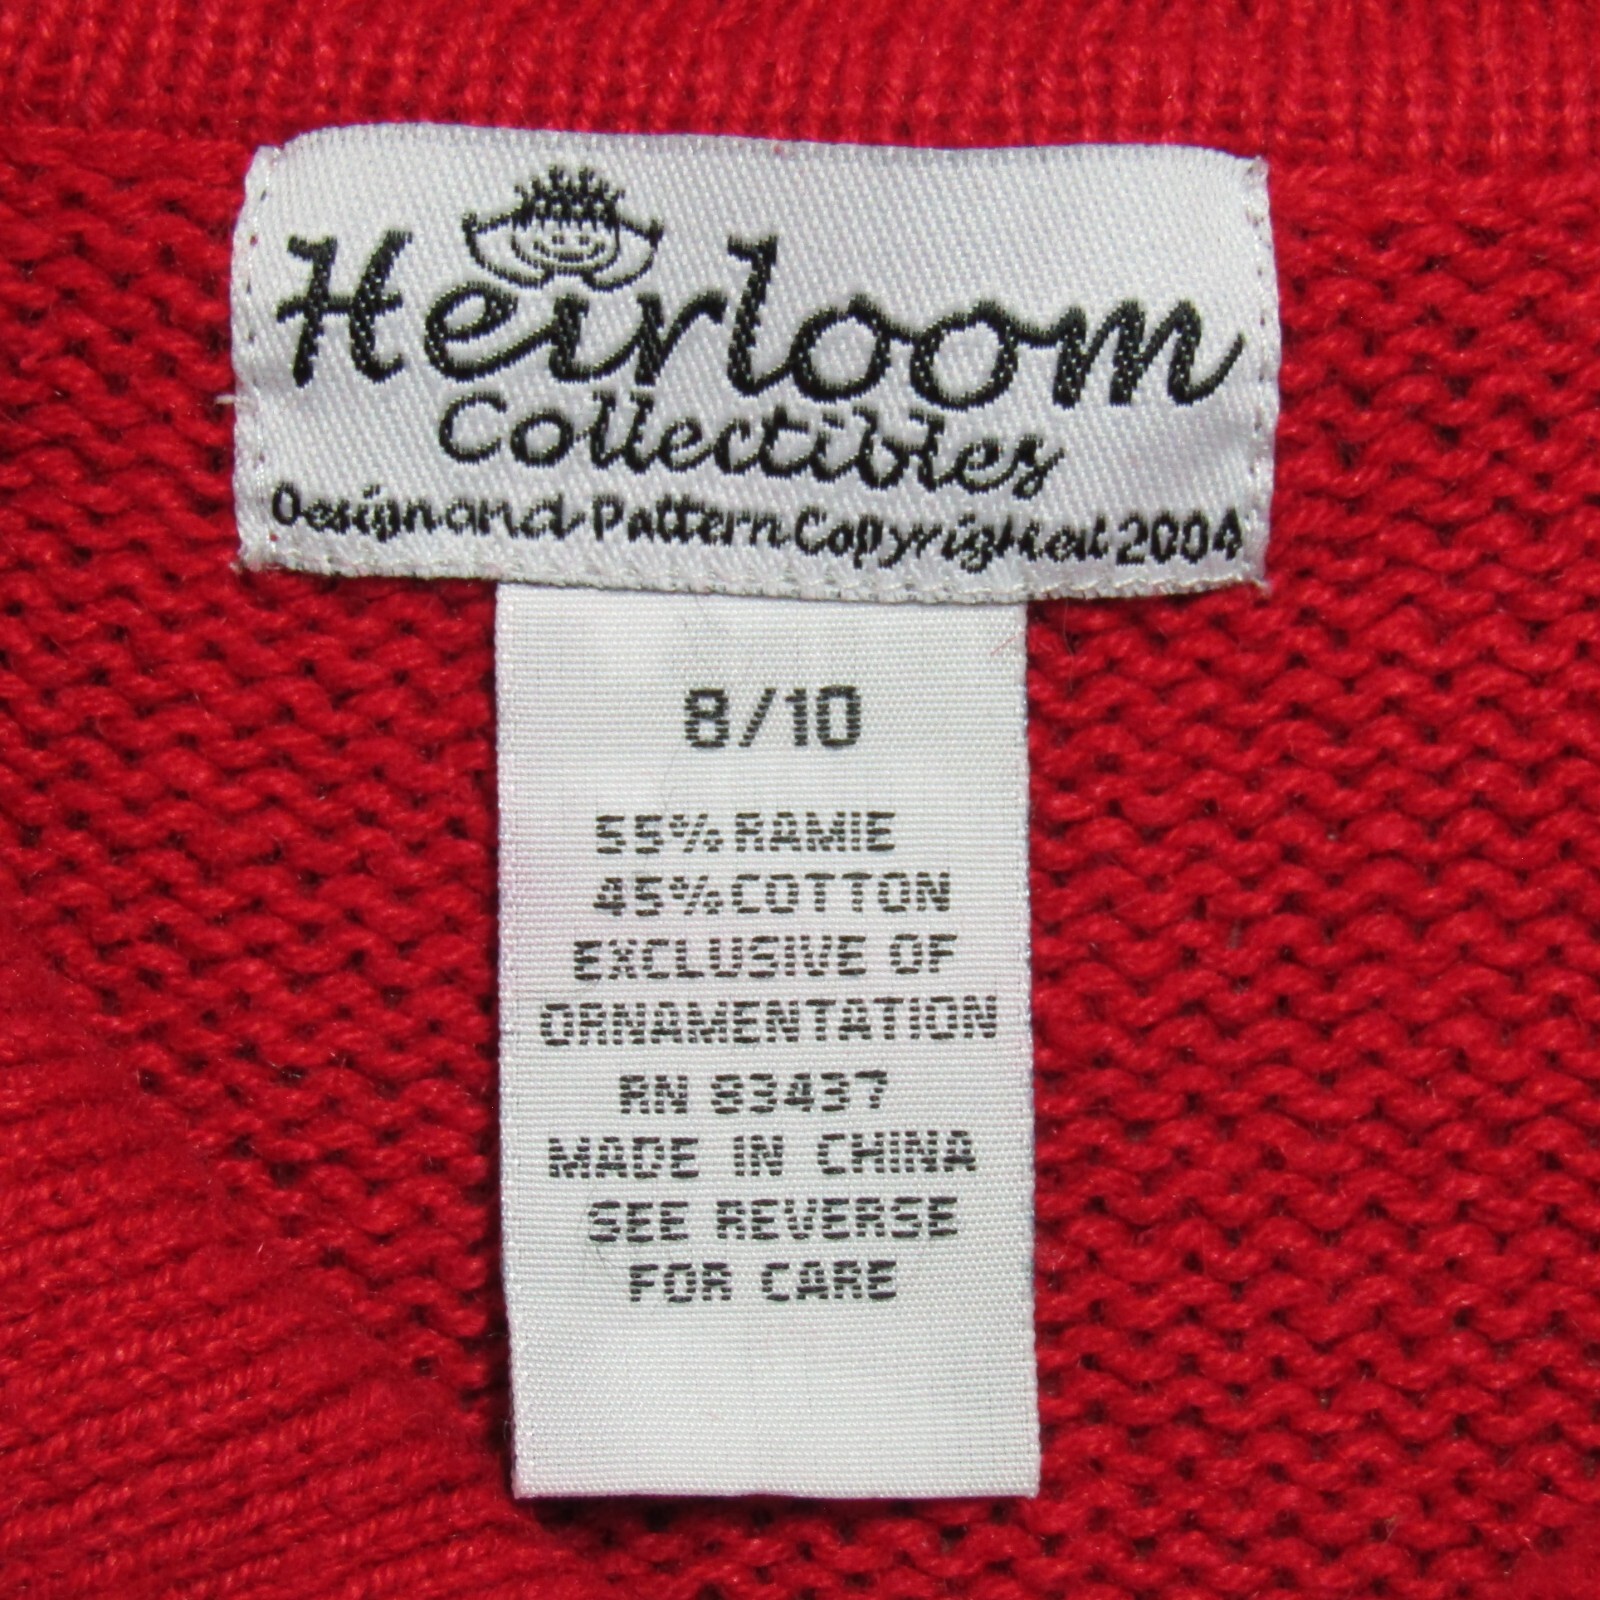 Heirloom
Collectibles
Design and Pattern Copyrighted 2004
8/10
55% RAMIE
45% COTTON
EXCLUSIVE OF
ORNAMENTATION
RN 83437
MADE IN CHINA
SEE REVERSE
FOR CARE